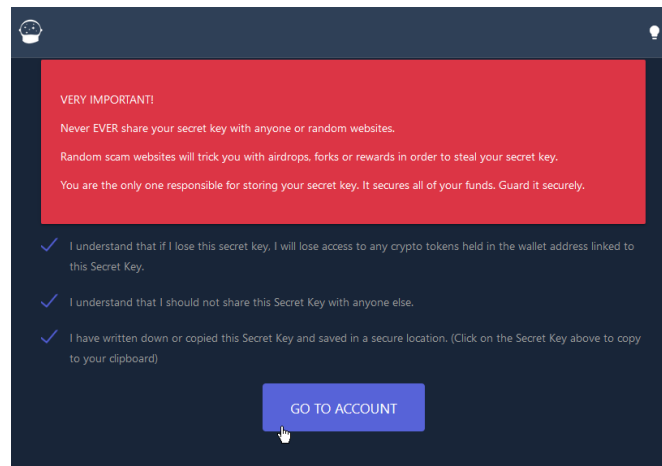 VERY IMPORTANT!
Never EVER share your secret key with anyone or random websites.
Random scam websites will trick you with airdrops, forks or rewards in order to steal your secret key.
You are the only one responsible for storing your secret key. It secures all of your funds. Guard it securely.
I understand that if I lose this secret key, I will lose access to any crypto tokens held in the wallet address linked to
this Secret Key.
I understand that I should not share this Secret Key with anyone else.
I have written down or copied this Secret Key and saved in a secure location. (Click on the Secret Key above to copy
to your clipboard)
GO TO ACCOUNT